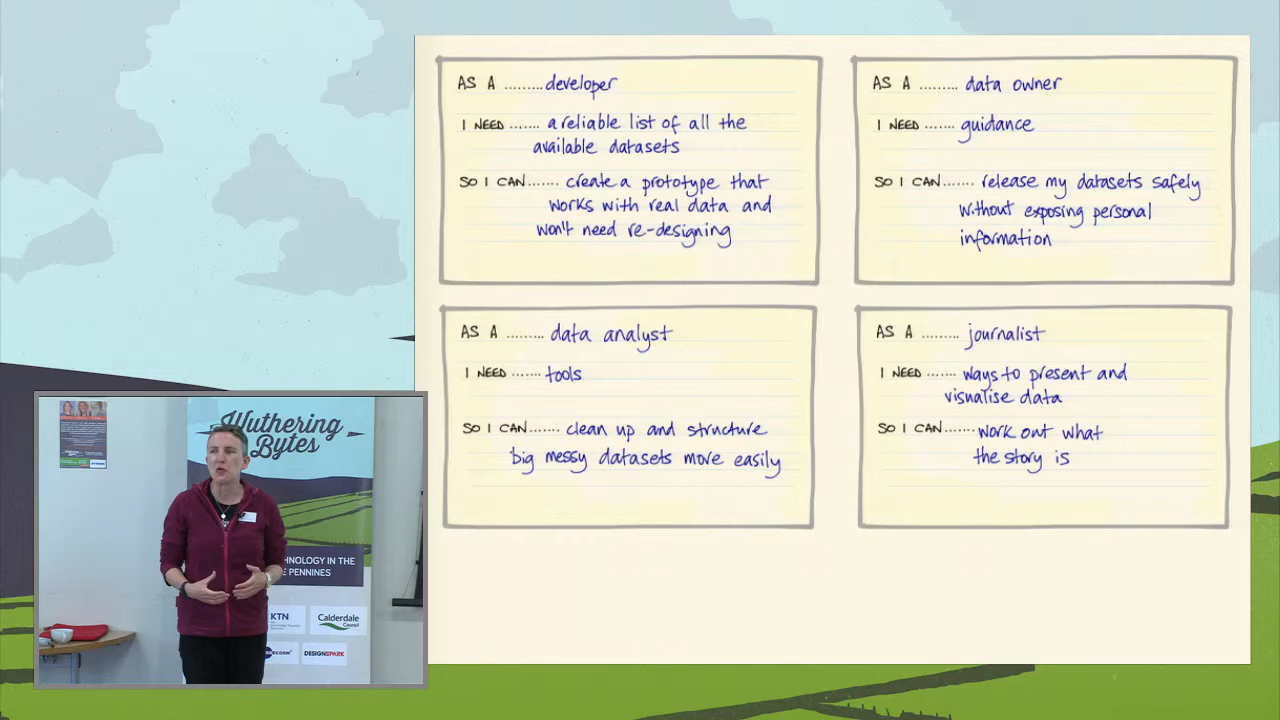 AS A ......... developer
I NEED ....... a reliable list of all the
available datasets
SO I CAN ....... create a prototype that
works with real data and
won't need re-designing
AS A ......... data owner
I NEED ....... guidance
SO I CAN ....... release my datasets safely
without exposing personal
information
AS A ......... data analyst
I NEED ....... tools
SO I CAN ....... clean up and structure
big messy datasets more easily
AS A ......... journalist
I NEED ....... ways to present and
visualise data
SO I CAN ....... work out what
the story is
Wuthering
Bytes
HNOLOGY IN THE
E PENNINES
KTN
Calderdale
Council
DESIGNSPARK